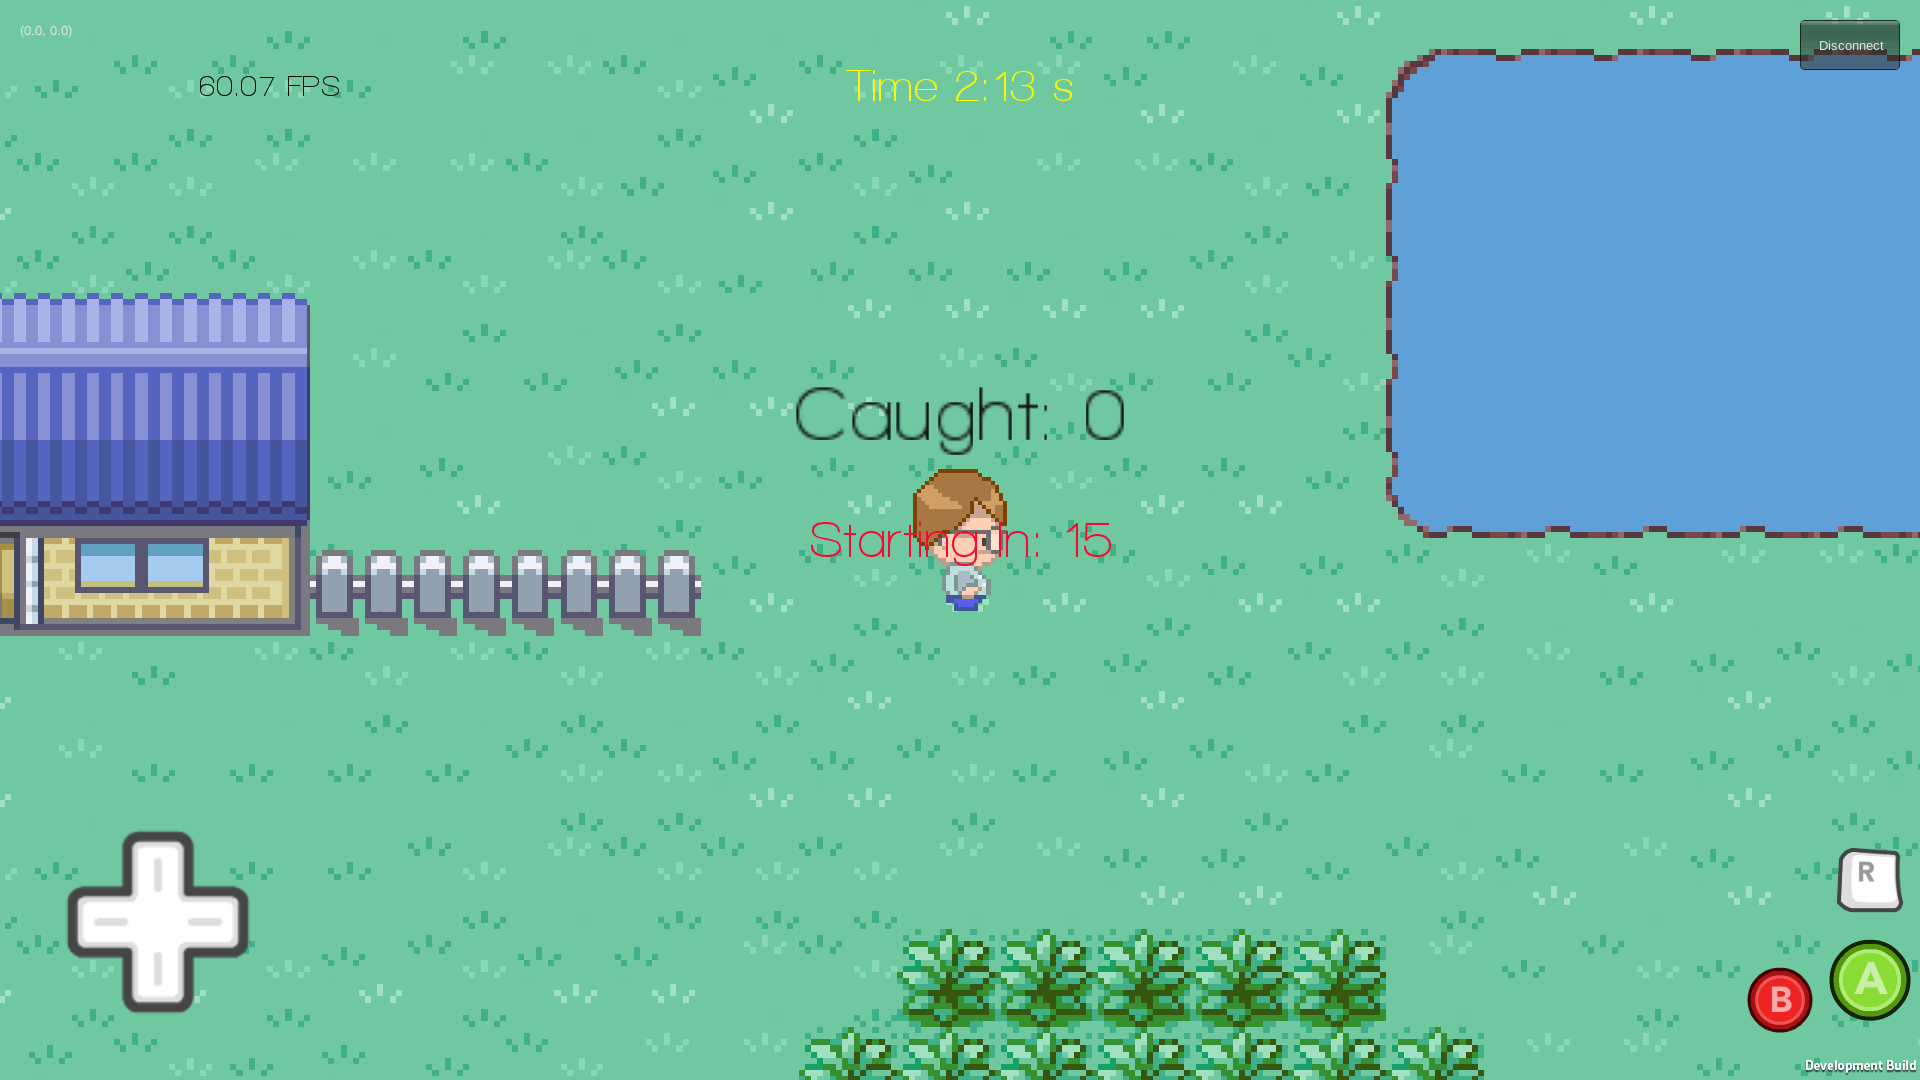 (0.0, 0.0)
Disconnect
60.07 FPS
Time 2:13 s
Caught: 0
Starting in: 15
R
A
B
Development Build